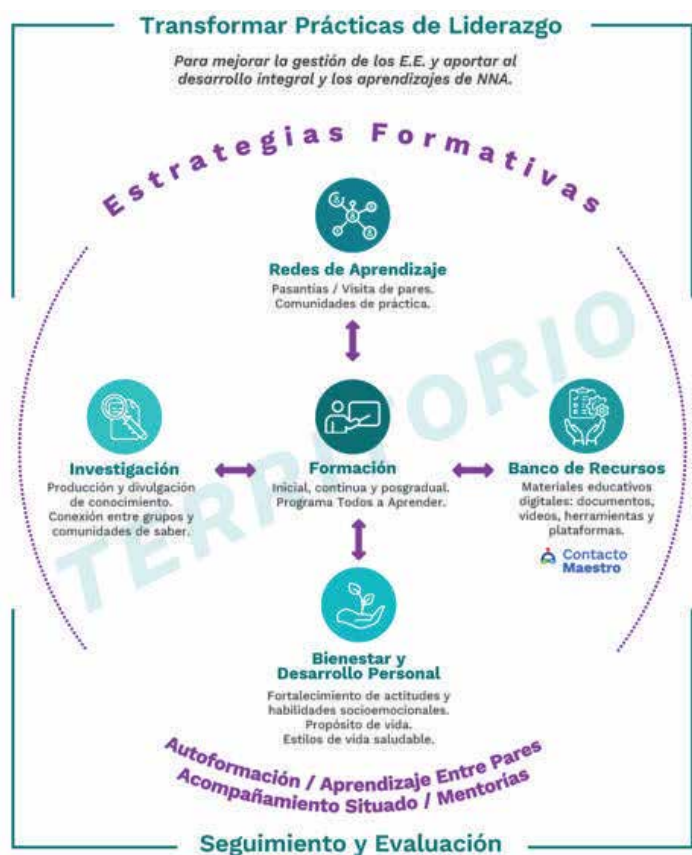 Transformar Prácticas de Liderazgo
Para mejorar la gestión de los E.E. y aportar al
desarrollo integral y los aprendizajes de NNA.
Estrategias Formativas
Redes de Aprendizaje
Pasantías / Visita de pares.
Comunidades de práctica.
TERRITORIO
Investigación
Producción y divulgación
de conocimiento.
Conexión entre grupos y
comunidades de saber.
Formación
Inicial, continua y posgradual.
Programa Todos a Aprender.
Banco de Recursos
Materiales educativos
digitales: documentos,
videos, herramientas y
plataformas.
Contacto
Maestro
Bienestar y
Desarrollo Personal
Fortalecimiento de actitudes y
habilidades socioemocionales.
Propósito de vida.
Estilos de vida saludable.
Autoformación / Aprendizaje Entre Pares
Acompañamiento Situado / Mentorías
Seguimiento y Evaluación